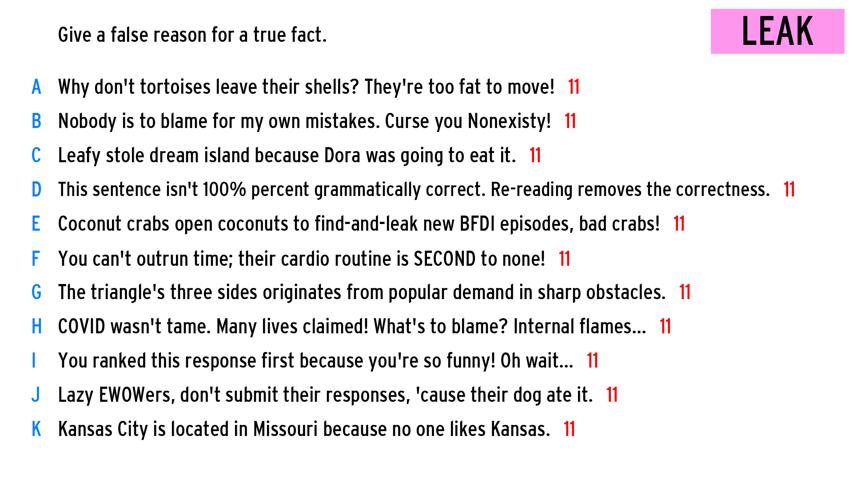 Give a false reason for a true fact.
LEAK
A Why don't tortoises leave their shells? They're too fat to move! 11
B Nobody is to blame for my own mistakes. Curse you Nonexisty! 11
C Leafy stole dream island because Dora was going to eat it. 11
D This sentence isn't 100% percent grammatically correct. Re-reading removes the correctness. 11
E Coconut crabs open coconuts to find-and-leak new BFDI episodes, bad crabs! 11
F You can't outrun time; their cardio routine is SECOND to none! 11
G The triangle's three sides originates from popular demand in sharp obstacles. 11
H COVID wasn't tame. Many lives claimed! What's to blame? Internal flames... 11
I You ranked this response first because you're so funny! Oh wait... 11
J Lazy EWOWers, don't submit their responses, 'cause their dog ate it. 11
K Kansas City is located in Missouri because no one likes Kansas. 11